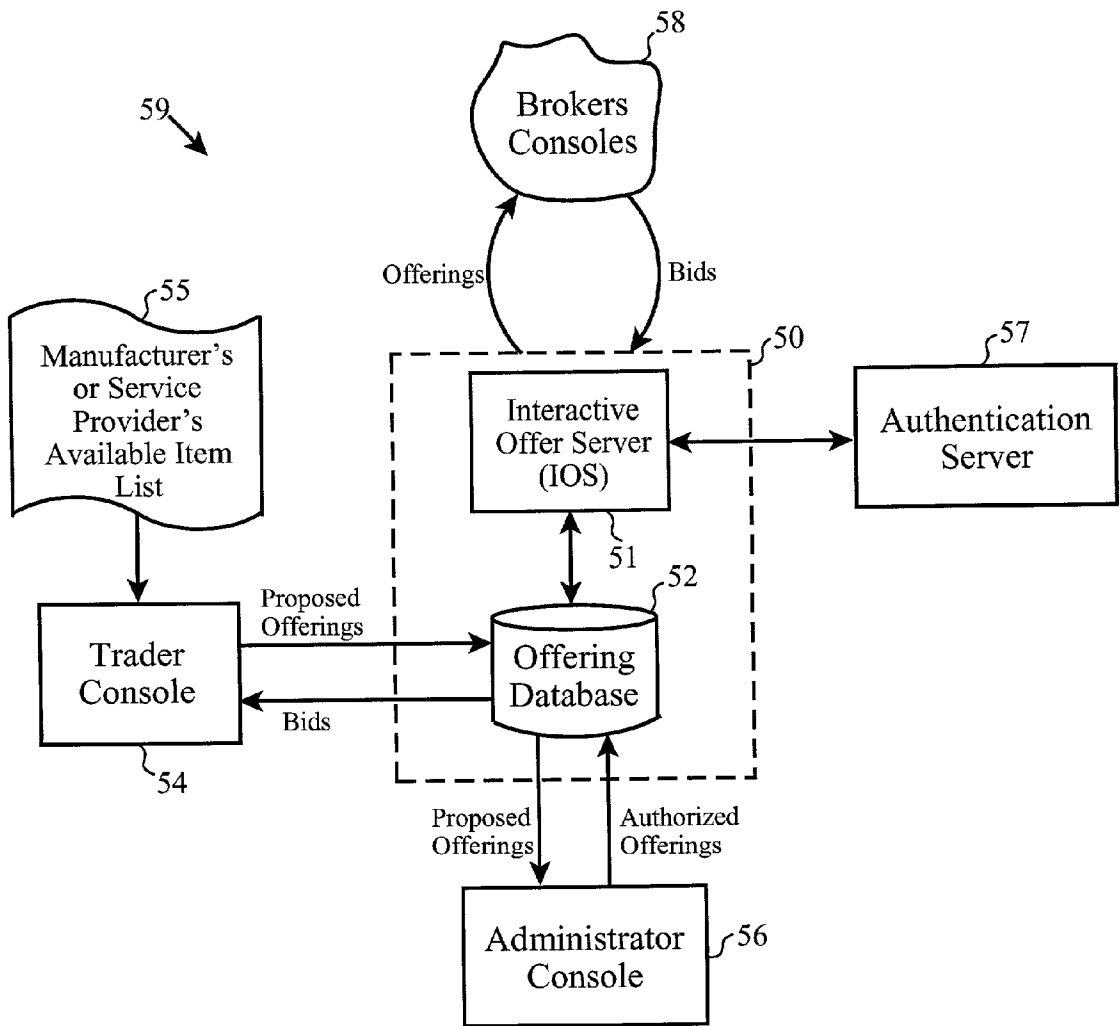 58
Brokers
Consoles
59
Offerings
Bids
55
Manufacturer's
or Service
Provider's
Available Item
List
50
57
Interactive
Offer Server
(IOS)
Authentication
Server
51
52
Proposed
Offerings
Trader
Console
Offering
Database
Bids
54
Proposed
Offerings
Authorized
Offerings
Administrator
Console
56